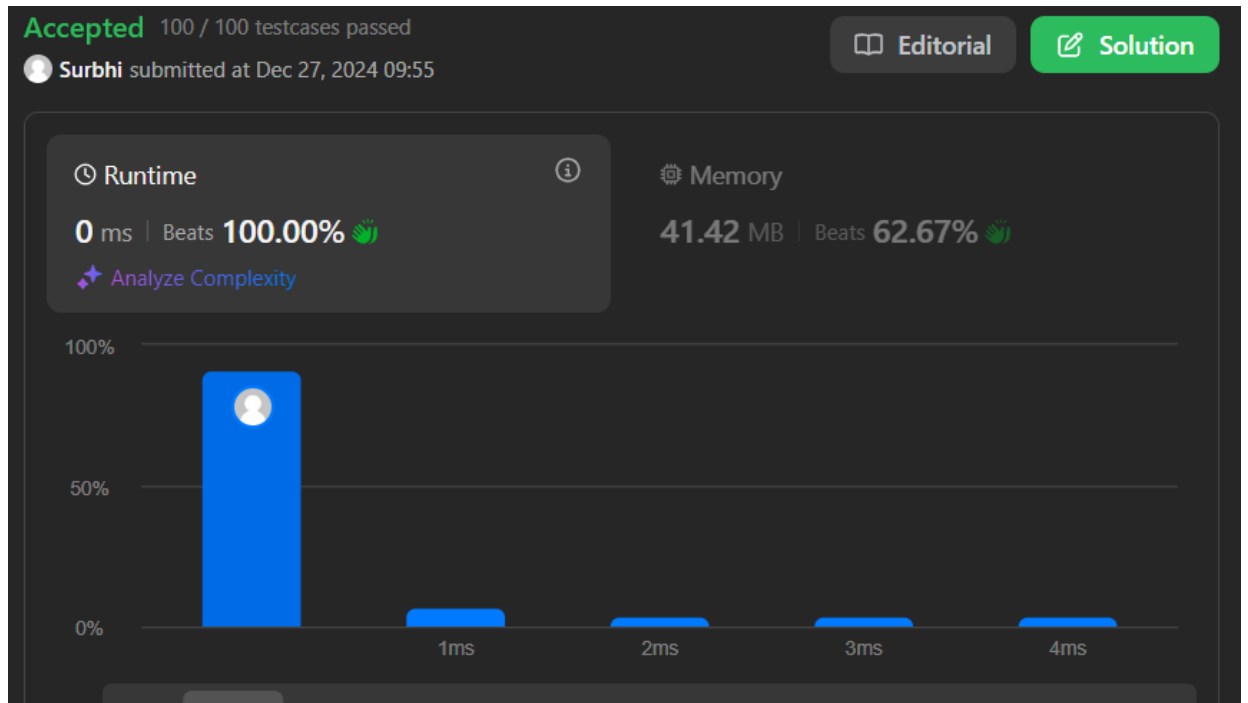 Accepted 100 / 100 testcases passed
Editorial
Solution
Surbhi submitted at Dec 27, 2024 09:55
Runtime
0 ms | Beats 100.00%
Analyze Complexity
Memory
41.42 MB | Beats 62.67%
100%
50%
0%
1ms 2ms 3ms 4ms